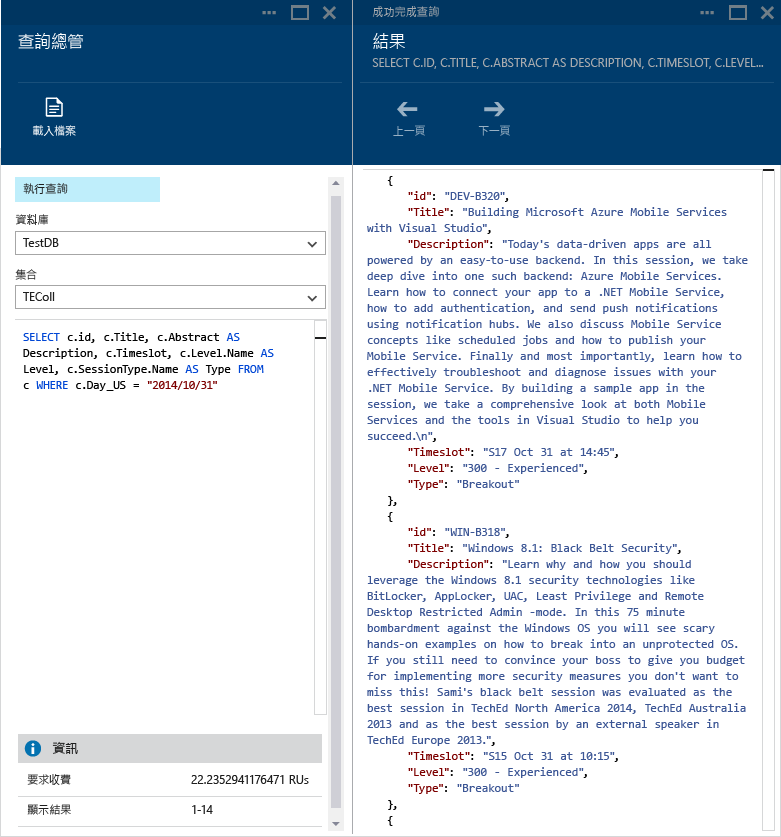 查詢總管
載入檔案
執行查詢
資料庫
TestDB
集合
TEColl
SELECT c.id, c.Title, c.Abstract AS
Description, c.Timeslot, c.Level.Name AS
Level, c.SessionType.Name AS Type FROM
c WHERE c.Day_US = "2014/10/31"
資訊
要求收費 22.2352941176471 RUs
顯示結果 1-14
成功完成查詢
結果
SELECT C.ID, C.TITLE, C.ABSTRACT AS DESCRIPTION, C.TIMESLOT, C.LEVEL...
上一頁 下一頁
{
"id": "DEV-B320",
"Title": "Building Microsoft Azure Mobile Services
with Visual Studio",
"Description": "Today's data-driven apps are all
powered by an easy-to-use backend. In this session, we take
deep dive into one such backend: Azure Mobile Services.
Learn how to connect your app to a .NET Mobile Service,
how to add authentication, and send push notifications
using notification hubs. We also discuss Mobile Service
concepts like scheduled jobs and how to publish your
Mobile Service. Finally and most importantly, learn how to
effectively troubleshoot and diagnose issues with your
.NET Mobile Service. By building a sample app in the
session, we take a comprehensive look at both Mobile
Services and the tools in Visual Studio to help you
succeed.\n",
"Timeslot": "S17 Oct 31 at 14:45",
"Level": "300 - Experienced",
"Type": "Breakout"
},
{
"id": "WIN-B318",
"Title": "Windows 8.1: Black Belt Security",
"Description": "Learn why and how you should
leverage the Windows 8.1 security technologies like
BitLocker, AppLocker, UAC, Least Privilege and Remote
Desktop Restricted Admin -mode. In this 75 minute
bombardment against the Windows OS you will see scary
hands-on examples on how to break into an unprotected OS.
If you still need to convince your boss to give you budget
for implementing more security measures you don't want to
miss this! Sami's black belt session was evaluated as the
best session in TechEd North America 2014, TechEd Australia
2013 and as the best session by an external speaker in
TechEd Europe 2013.",
"Timeslot": "S15 Oct 31 at 10:15",
"Level": "300 - Experienced",
"Type": "Breakout"
},
{